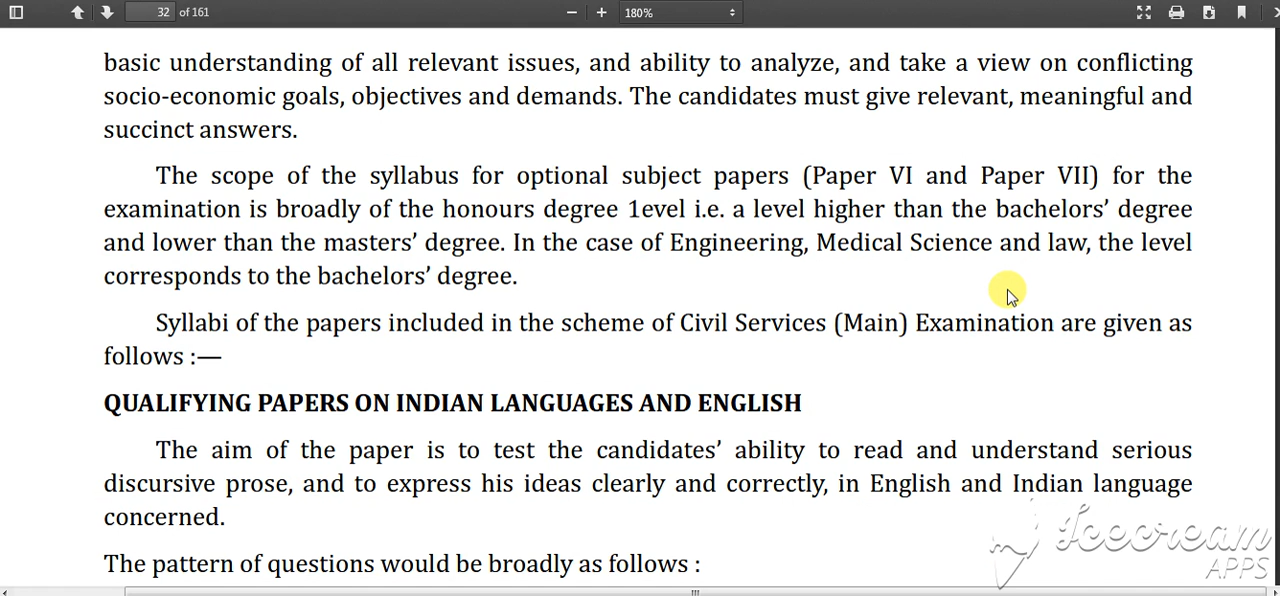 32 of 161
180%
basic understanding of all relevant issues, and ability to analyze, and take a view on conflicting
socio-economic goals, objectives and demands. The candidates must give relevant, meaningful and
succinct answers.
The scope of the syllabus for optional subject papers (Paper VI and Paper VII) for the
examination is broadly of the honours degree 1evel i.e. a level higher than the bachelors’ degree
and lower than the masters’ degree. In the case of Engineering, Medical Science and law, the level
corresponds to the bachelors’ degree.
Syllabi of the papers included in the scheme of Civil Services (Main) Examination are given as
follows :—
QUALIFYING PAPERS ON INDIAN LANGUAGES AND ENGLISH
The aim of the paper is to test the candidates’ ability to read and understand serious
discursive prose, and to express his ideas clearly and correctly, in English and Indian language
concerned.
The pattern of questions would be broadly as follows :
Icecream
APPS